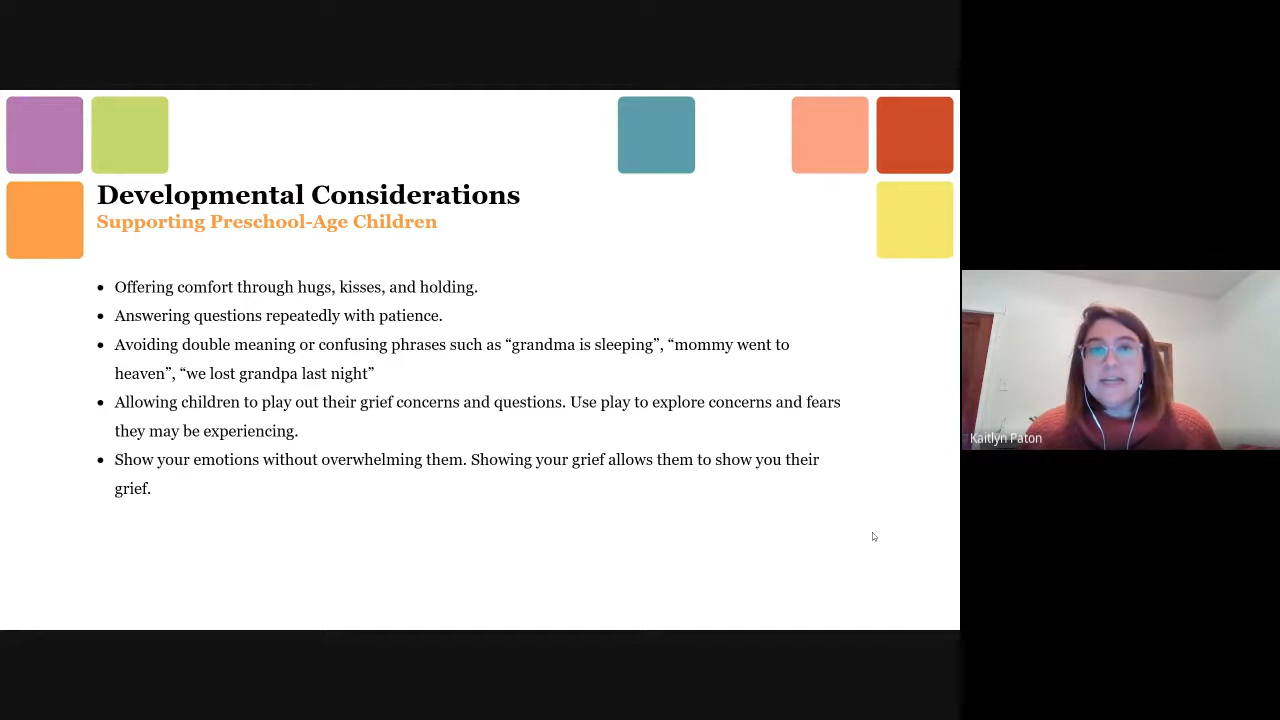 Developmental Considerations
Supporting Preschool-Age Children
• Offering comfort through hugs, kisses, and holding.
• Answering questions repeatedly with patience.
• Avoiding double meaning or confusing phrases such as “grandma is sleeping”, “mommy went to
heaven”, “we lost grandpa last night”
• Allowing children to play out their grief concerns and questions. Use play to explore concerns and fears
they may be experiencing.
• Show your emotions without overwhelming them. Showing your grief allows them to show you their
grief.
Kaitlyn Paton